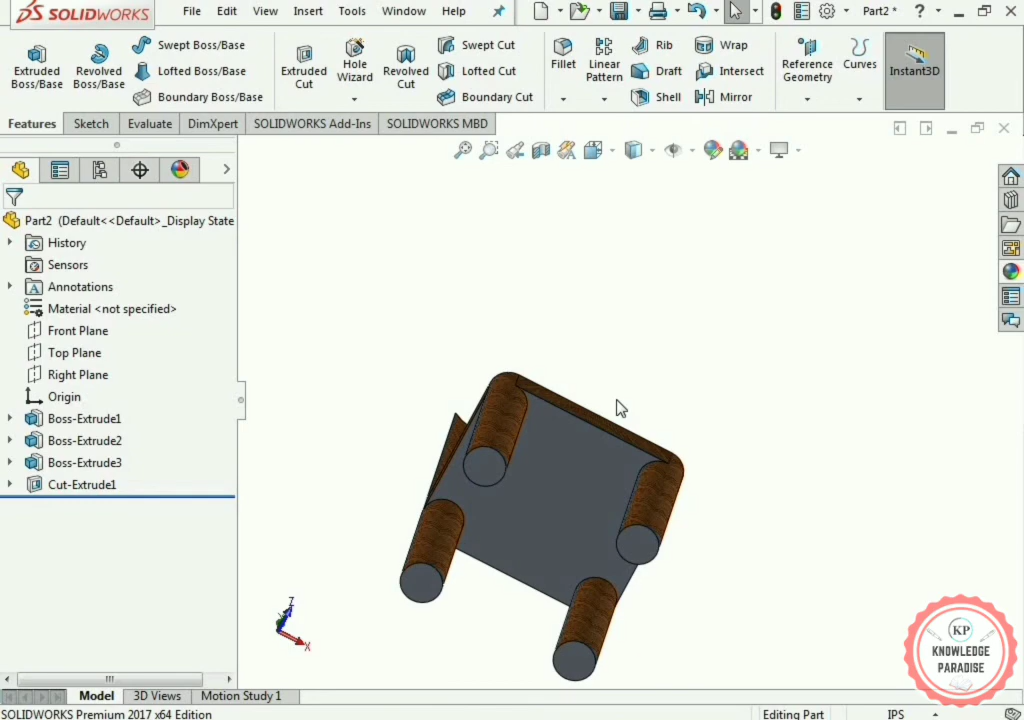 SOLIDWORKS
File Edit View Insert Tools Window Help
Part2 *
?
Extruded Boss/Base
Revolved Boss/Base
Swept Boss/Base
Lofted Boss/Base
Boundary Boss/Base
Extruded Cut
Hole Wizard
Revolved Cut
Swept Cut
Lofted Cut
Boundary Cut
Fillet
Linear Pattern
Rib
Draft
Shell
Wrap
Intersect
Mirror
Reference Geometry
Curves
Instant3D
Features Sketch Evaluate DimXpert SOLIDWORKS Add-Ins SOLIDWORKS MBD
Part2 (Default<<Default>_Display State
History
Sensors
Annotations
Material <not specified>
Front Plane
Top Plane
Right Plane
Origin
Boss-Extrude1
Boss-Extrude2
Boss-Extrude3
Cut-Extrude1
Z
X
KP
KNOWLEDGE
PARADISE
Model 3D Views Motion Study 1
SOLIDWORKS Premium 2017 x64 Edition
Editing Part
IPS